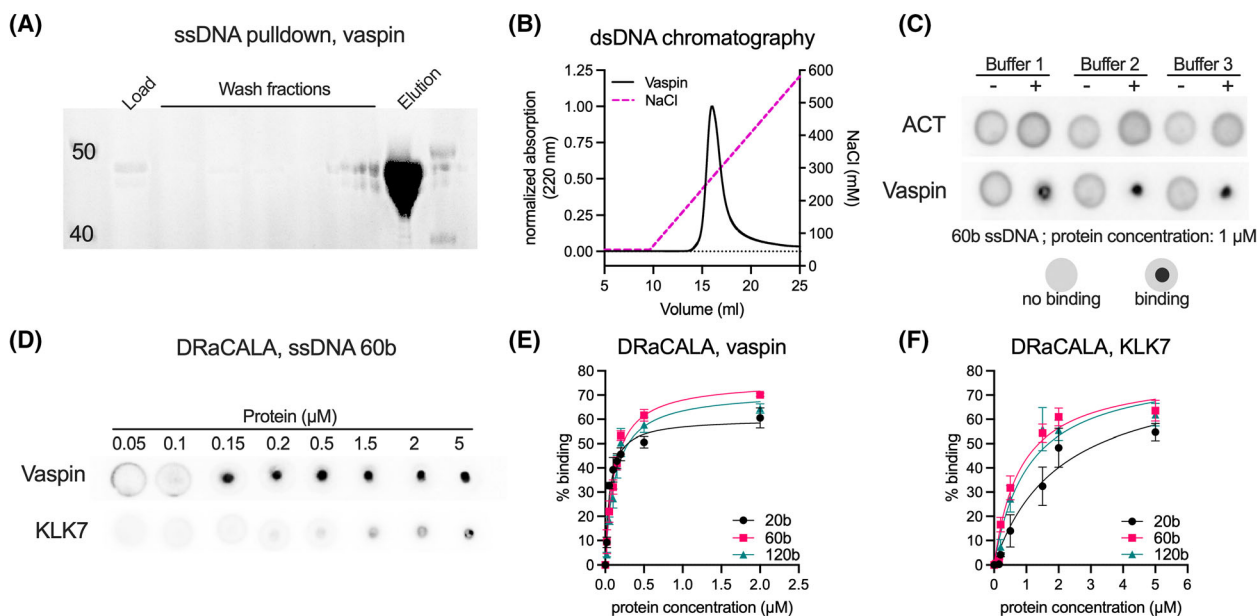 (A)
ssDNA pulldown, vaspin
Load
Wash fractions
Elution
50
40
(B)
dsDNA chromatography
1.25
1.00
0.75
0.50
0.25
0.00
normalized absorption
(220 nm)
Vaspin
NaCl
600
500
400
300
200
100
0
NaCl
(mM)
5 10 15 20 25
Volume (ml)
(C)
Buffer 1 Buffer 2 Buffer 3
- + - + - +
ACT
Vaspin
60b ssDNA ; protein concentration: 1 µM
no binding binding
(D)
DRaCALA, ssDNA 60b
Protein (µM)
0.05 0.1 0.15 0.2 0.5 1.5 2 5
Vaspin
KLK7
(E)
DRaCALA, vaspin
80
70
60
50
40
30
20
10
0
% binding
20b
60b
120b
0.0 0.5 1.0 1.5 2.0 2.5
protein concentration (µM)
(F)
DRaCALA, KLK7
80
70
60
50
40
30
20
10
0
% binding
20b
60b
120b
0 1 2 3 4 5 6
protein concentration (µM)